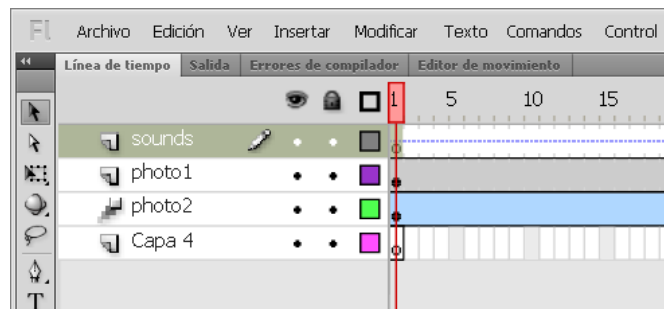 Fl Archivo Edición Ver Insertar Modificar Texto Comandos Control
Línea de tiempo Salida Errores de compilador Editor de movimiento
1 5 10 15
sounds
photo1
photo2
Capa 4
T